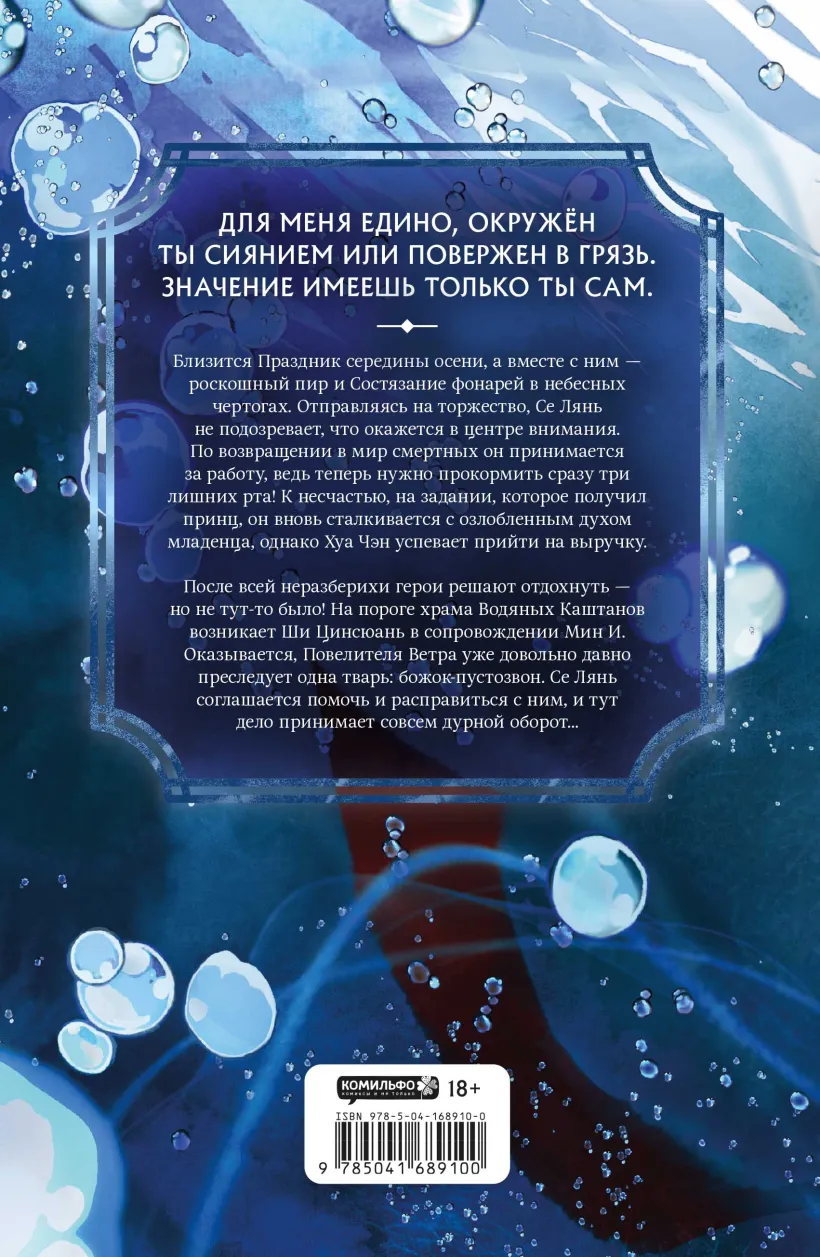 ДЛЯ МЕНЯ ЕДИНО, ОКРУЖЁН
ТЫ СИЯНИЕМ ИЛИ ПОВЕРЖЕН В ГРЯЗЬ.
ЗНАЧЕНИЕ ИМЕЕШЬ ТОЛЬКО ТЫ САМ.
Близится Праздник середины осени, а вместе с ним —
роскошный пир и Состязание фонарей в небесных
чертогах. Отправляясь на торжество, Се Лянь
не подозревает, что окажется в центре внимания.
По возвращении в мир смертных он принимается
за работу, ведь теперь нужно прокормить сразу три
лишних рта! К несчастью, на задании, которое получил
принц, он вновь сталкивается с озлобленным духом
младенца, однако Хуа Чэн успевает прийти на выручку.
После всей неразберихи герои решают отдохнуть —
но не тут-то было! На пороге храма Водяных Каштанов
возникает Ши Цинсюань в сопровождении Мин И.
Оказывается, Повелителя Ветра уже довольно давно
преследует одна тварь: божок-пустозвон. Се Лянь
соглашается помочь и расправиться с ним, и тут
дело принимает совсем дурной оборот...
КОМИЛЬФО 18+
КОМИКСЫ И НЕ ТОЛЬКО
ISBN 978-5-04-168910-0
9 785041 689100